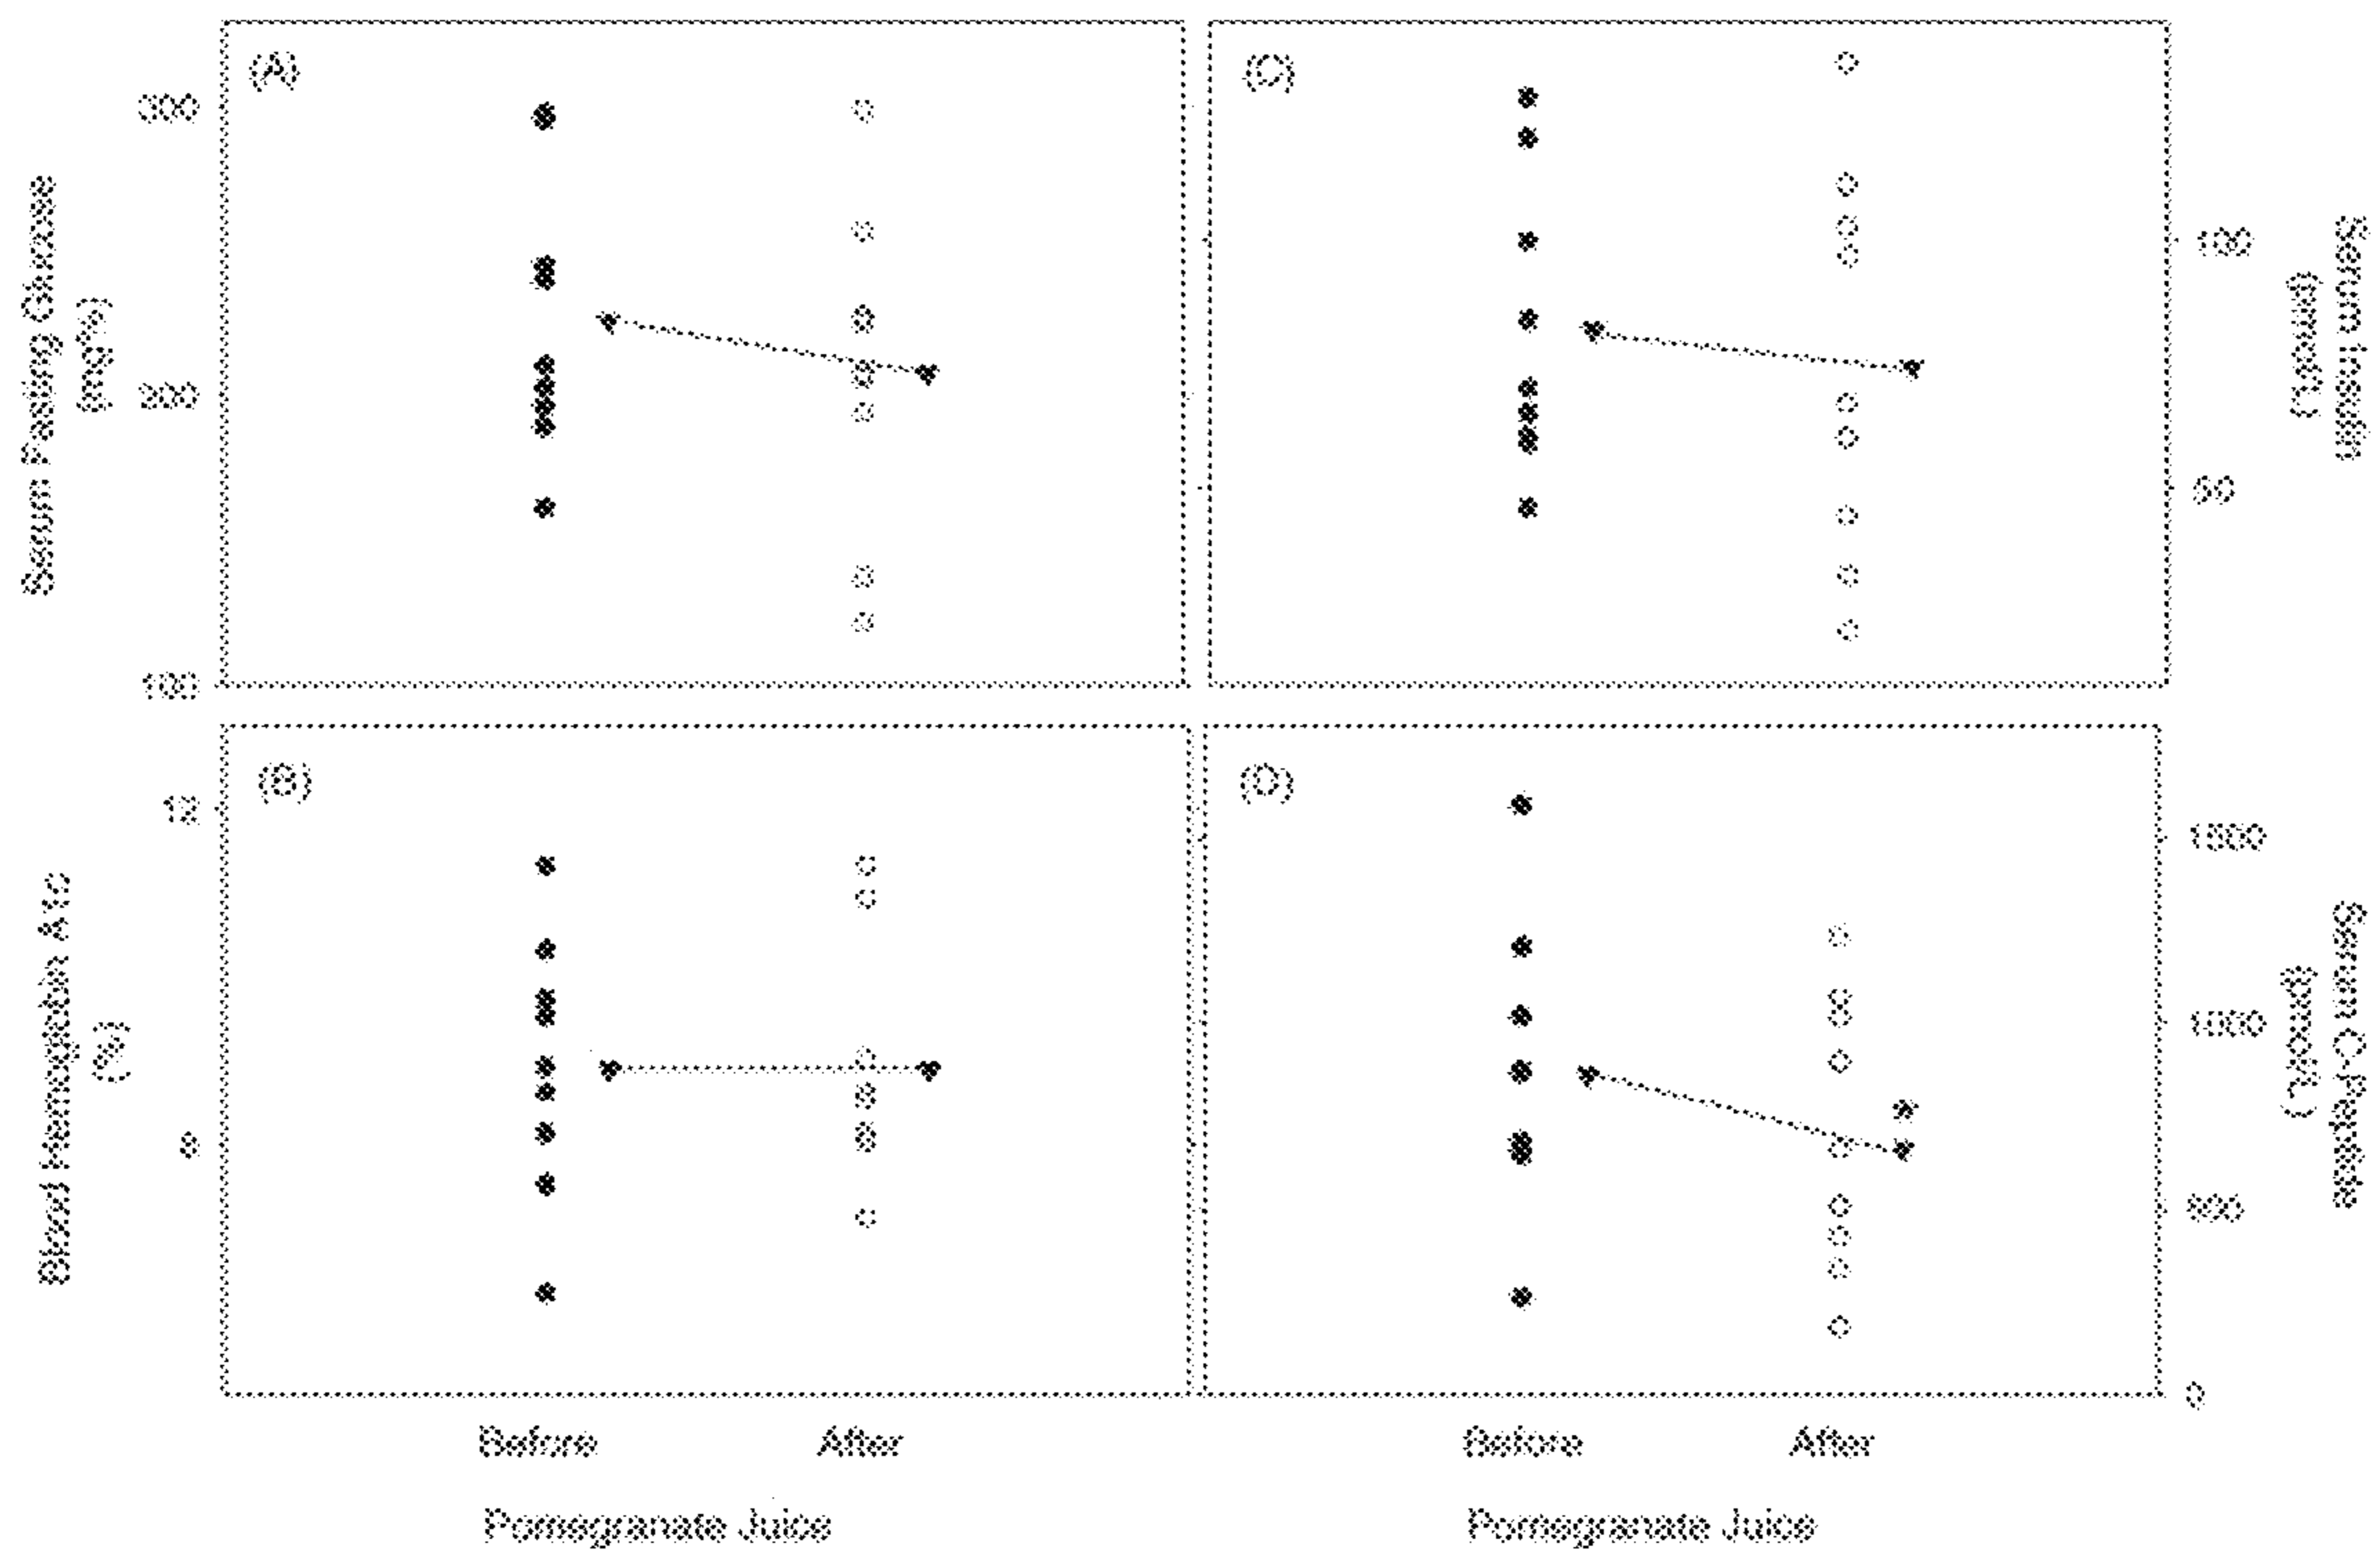 (A)
300
200
100
Serum Fasting Glucose
(mg%)
(C)
100
50
Serum Insulin
(pmol/L)
(B)
12
8
Blood Hemoglobin A1C
(%)
(D)
1500
1000
500
0
Serum C-peptide
(pmol/L)
Before After
Pomegranate Juice
Before After
Pomegranate Juice